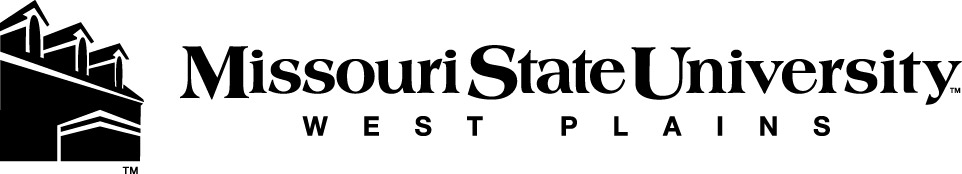 Missouri State University™
WEST PLAINS
™